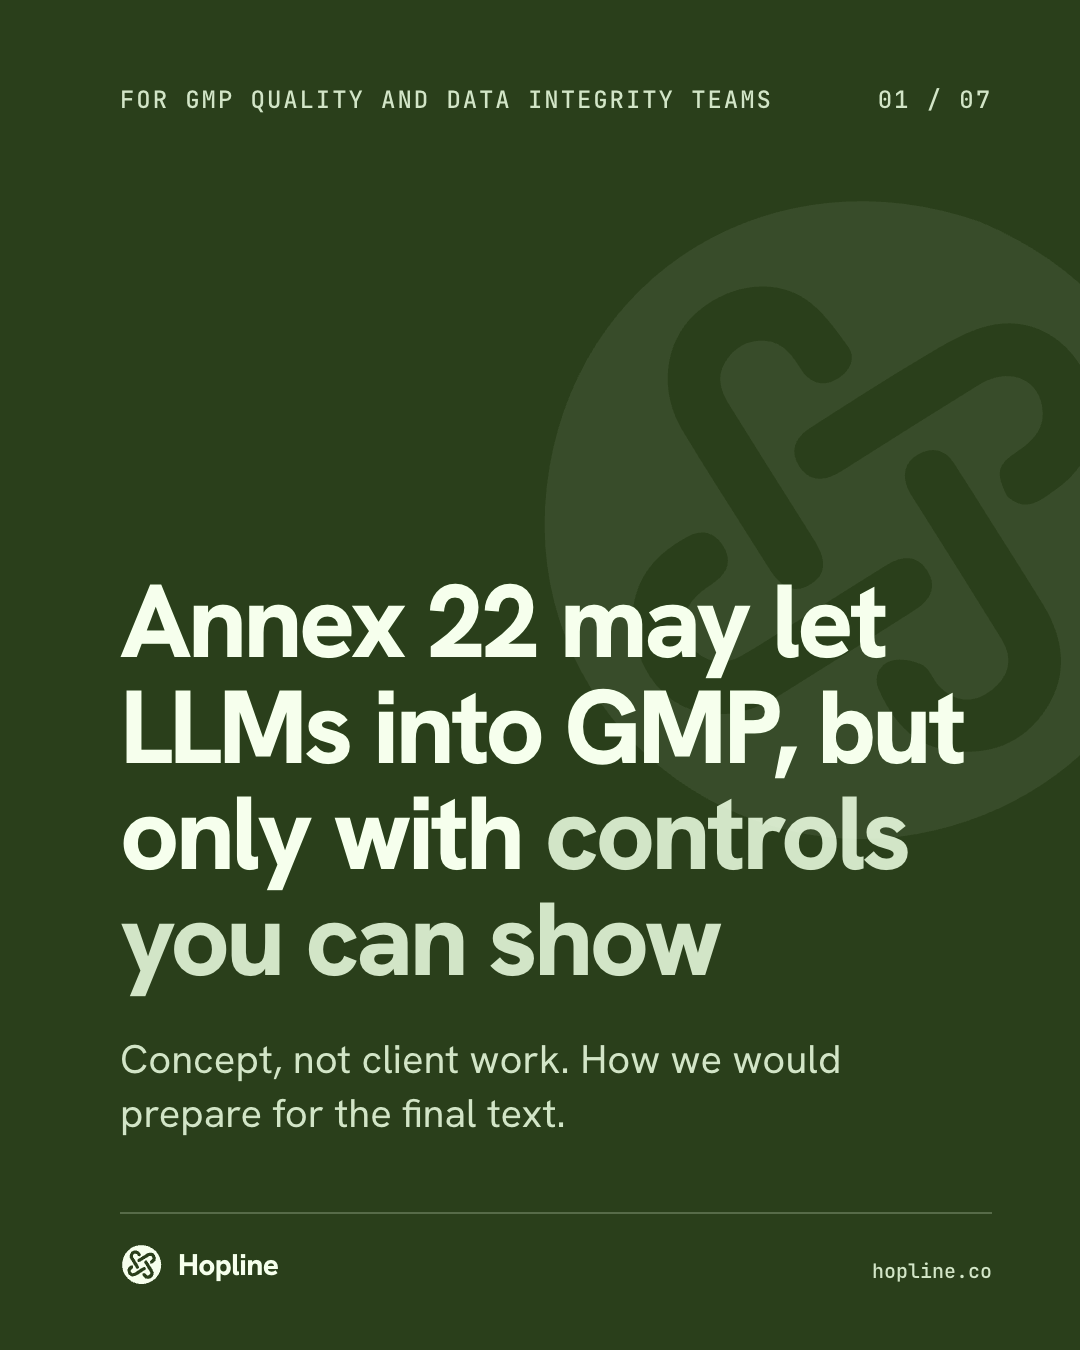 FOR GMP QUALITY AND DATA INTEGRITY TEAMS 01 / 07
Annex 22 may let
LLMs into GMP, but
only with controls
you can show
Concept, not client work. How we would
prepare for the final text.
Hopline hopline.co